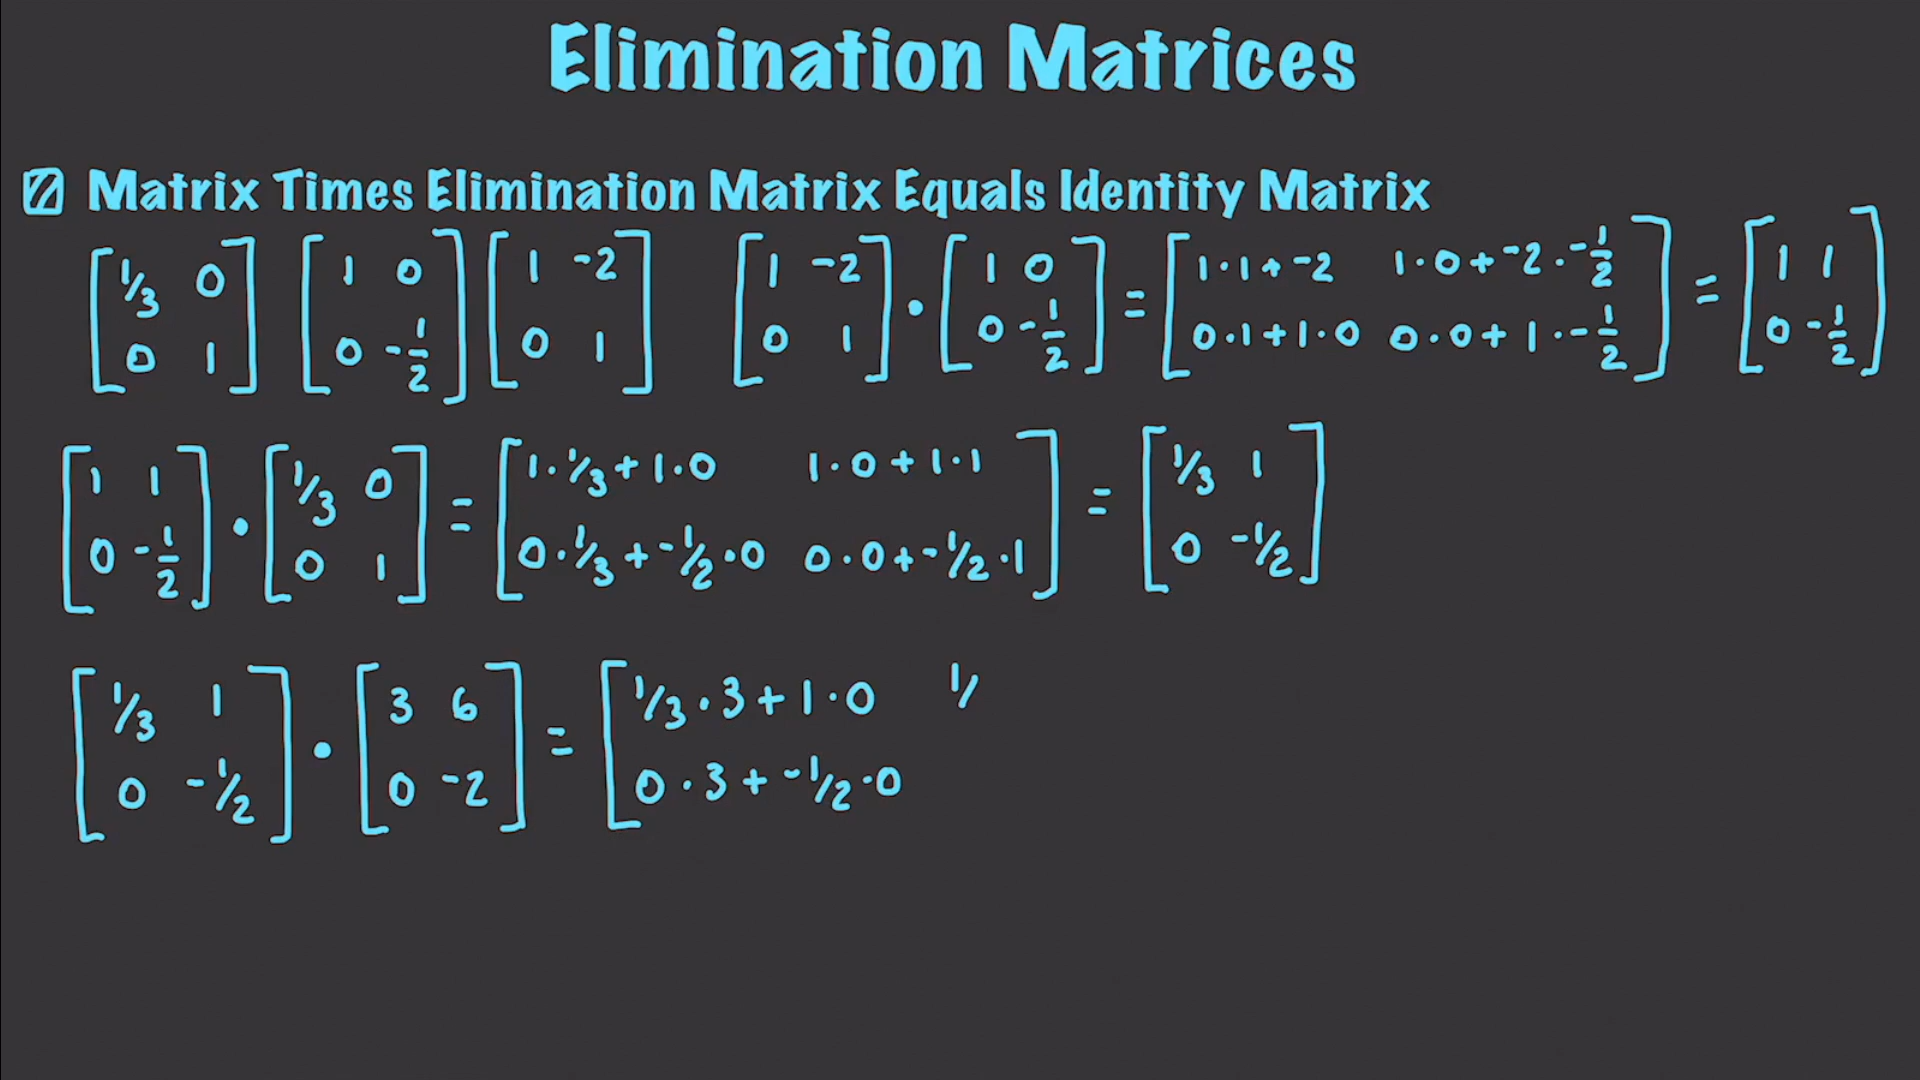 Elimination Matrices
Matrix Times Elimination Matrix Equals Identity Matrix
[1/3 0; 0 1] [1 0; 0 -1/2] [1 -2; 0 1] [1 -2; 0 1] · [1 0; 0 -1/2] = [1·1+-2 1·0+-2·-1/2; 0·1+1·0 0·0+1·-1/2] = [1 1; 0 -1/2]
[1 1; 0 -1/2] · [1/3 0; 0 1] = [1·1/3+1·0 1·0+1·1; 0·1/3+-1/2·0 0·0+-1/2·1] = [1/3 1; 0 -1/2]
[1/3 1; 0 -1/2] · [3 6; 0 -2] = [1/3·3+1·0 1/; 0·3+-1/2·0